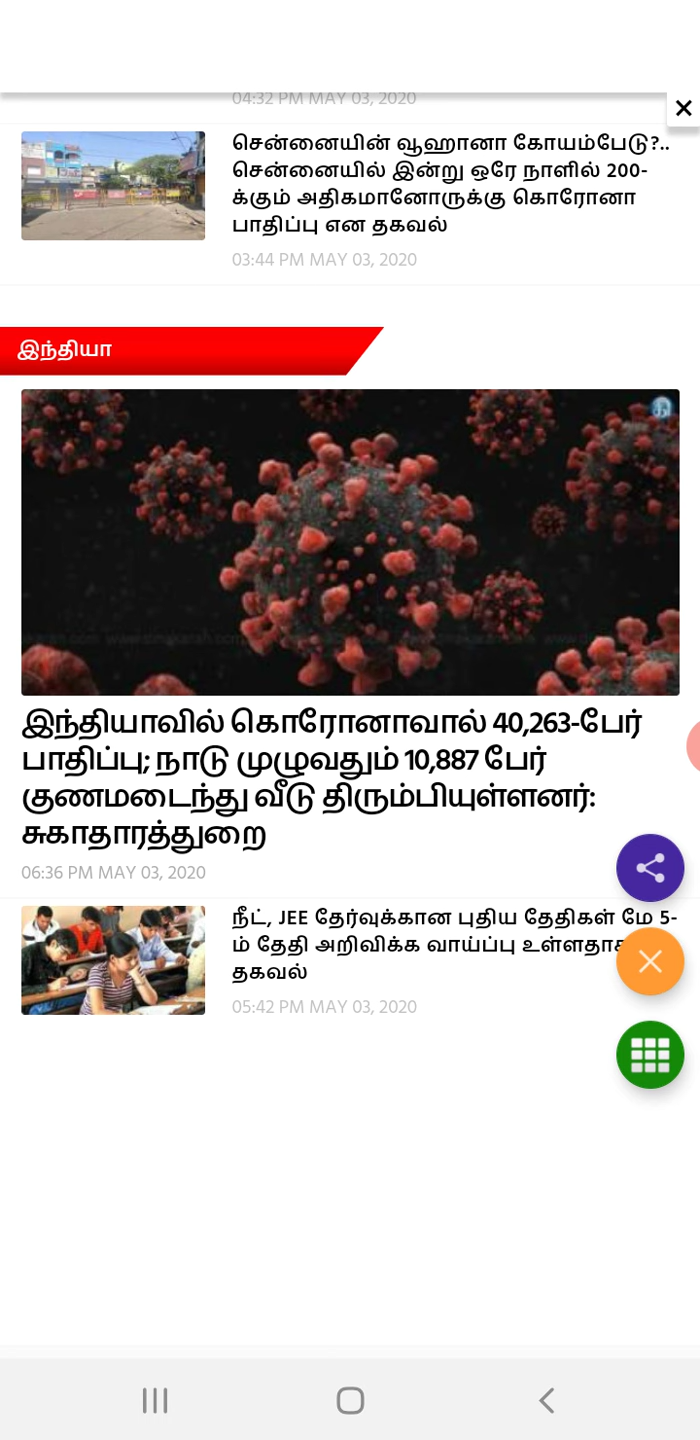 04:32 PM MAY 03, 2020
சென்னையின் வூஹானா கோயம்பேடு?..
சென்னையில் இன்று ஒரே நாளில் 200-
க்கும் அதிகமானோருக்கு கொரோனா
பாதிப்பு என தகவல்
03:44 PM MAY 03, 2020
இந்தியா
இந்தியாவில் கொரோனாவால் 40,263-பேர்
பாதிப்பு; நாடு முழுவதும் 10,887 பேர்
குணமடைந்து வீடு திரும்பியுள்ளனர்:
சுகாதாரத்துறை
06:36 PM MAY 03, 2020
நீட், JEE தேர்வுக்கான புதிய தேதிகள் மே 5-
ம் தேதி அறிவிக்க வாய்ப்பு
தகவல்
05:42 PM MAY 03, 2020